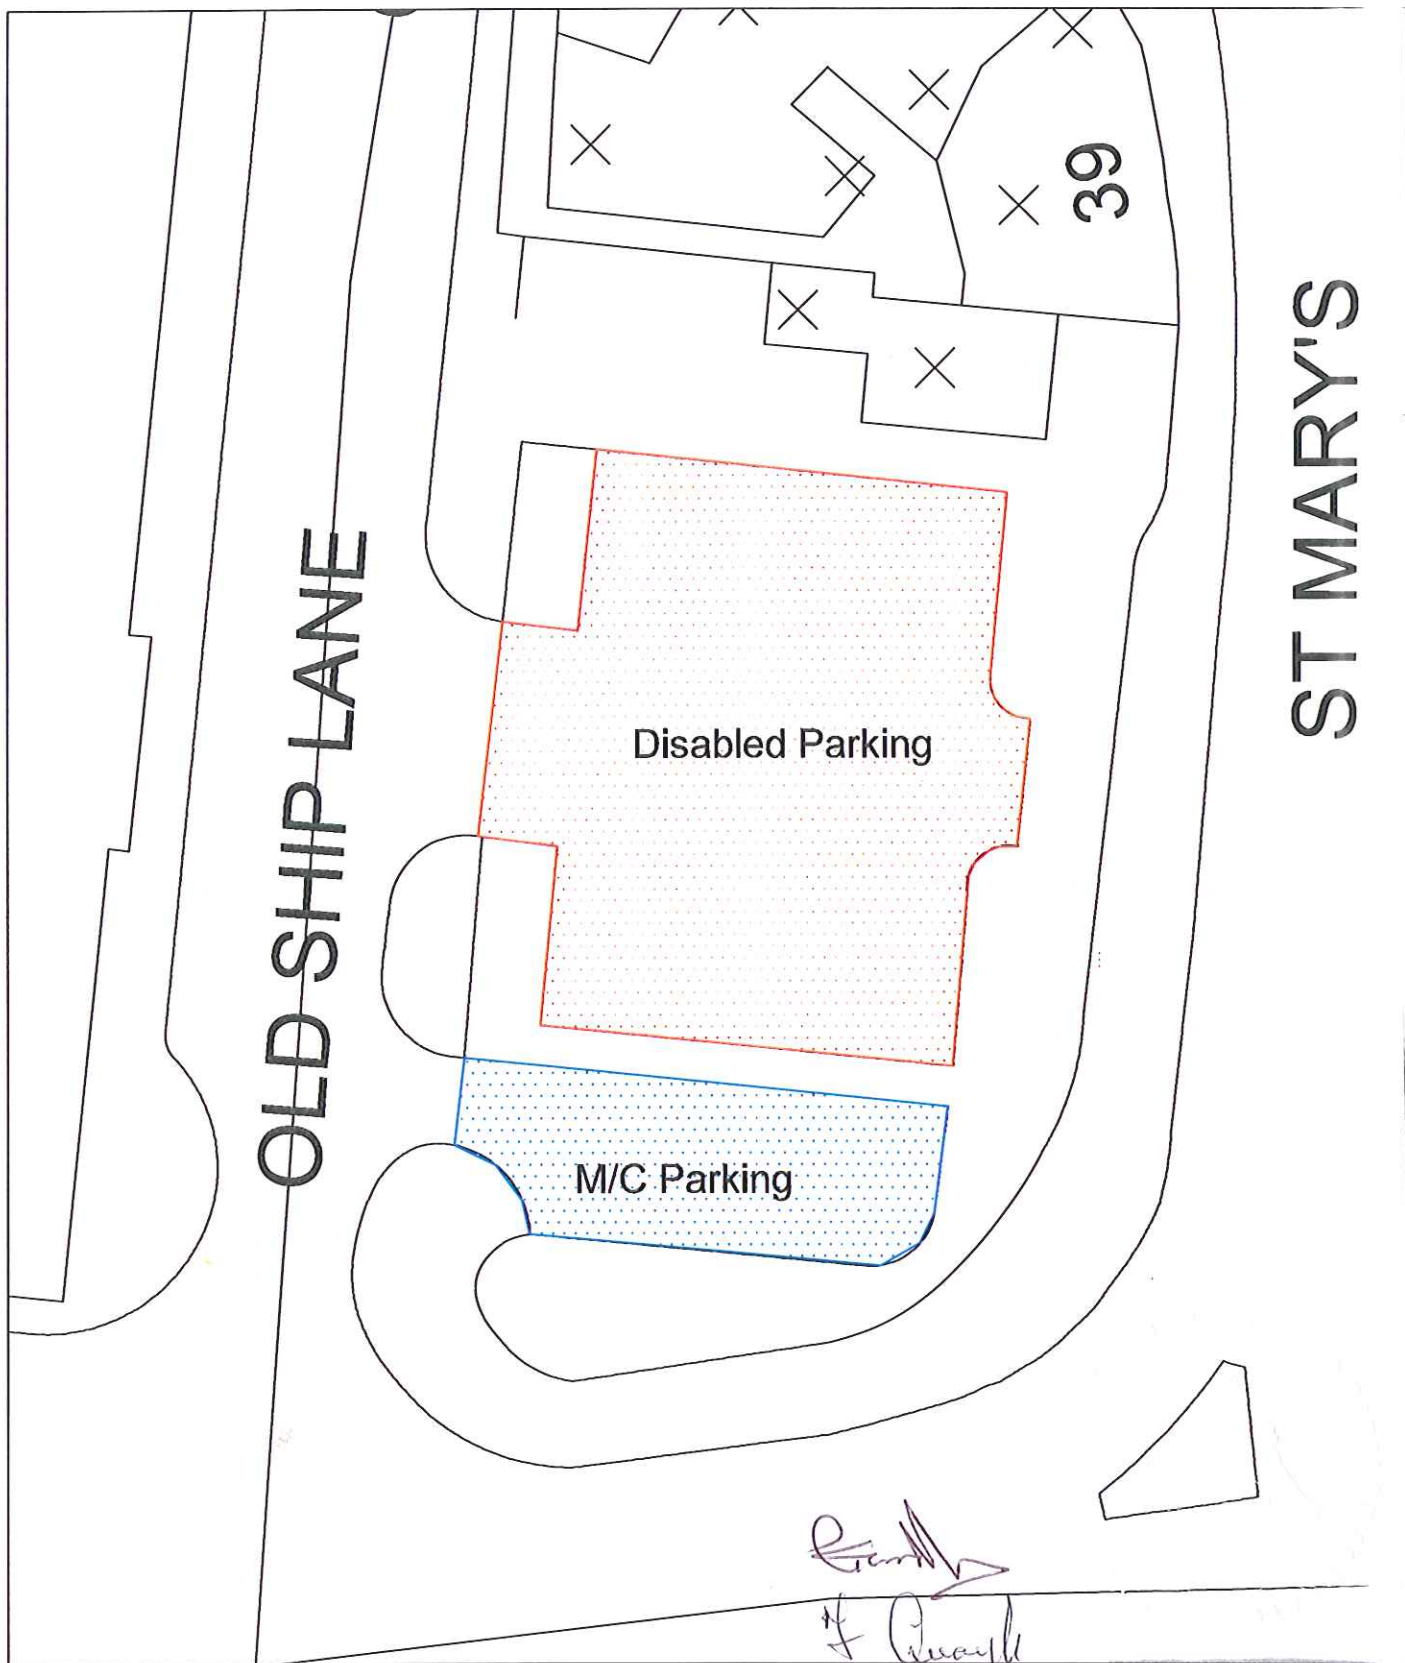 39
ST MARY'S
OLD SHIP LANE
Disabled Parking
M/C Parking